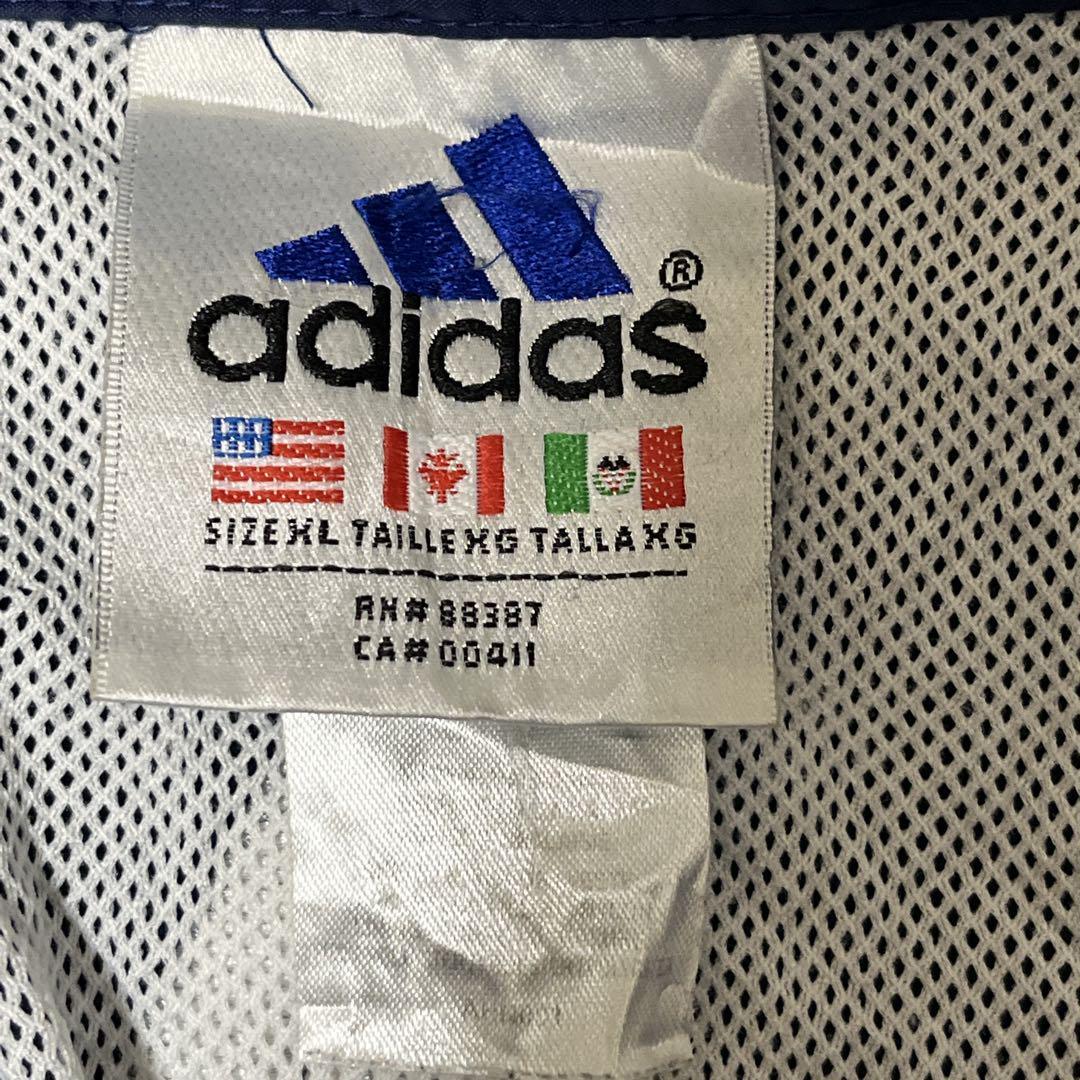 adidas®
SIZE XL TAILLE XG TALLA XG
RN# 88387
CA# 00411